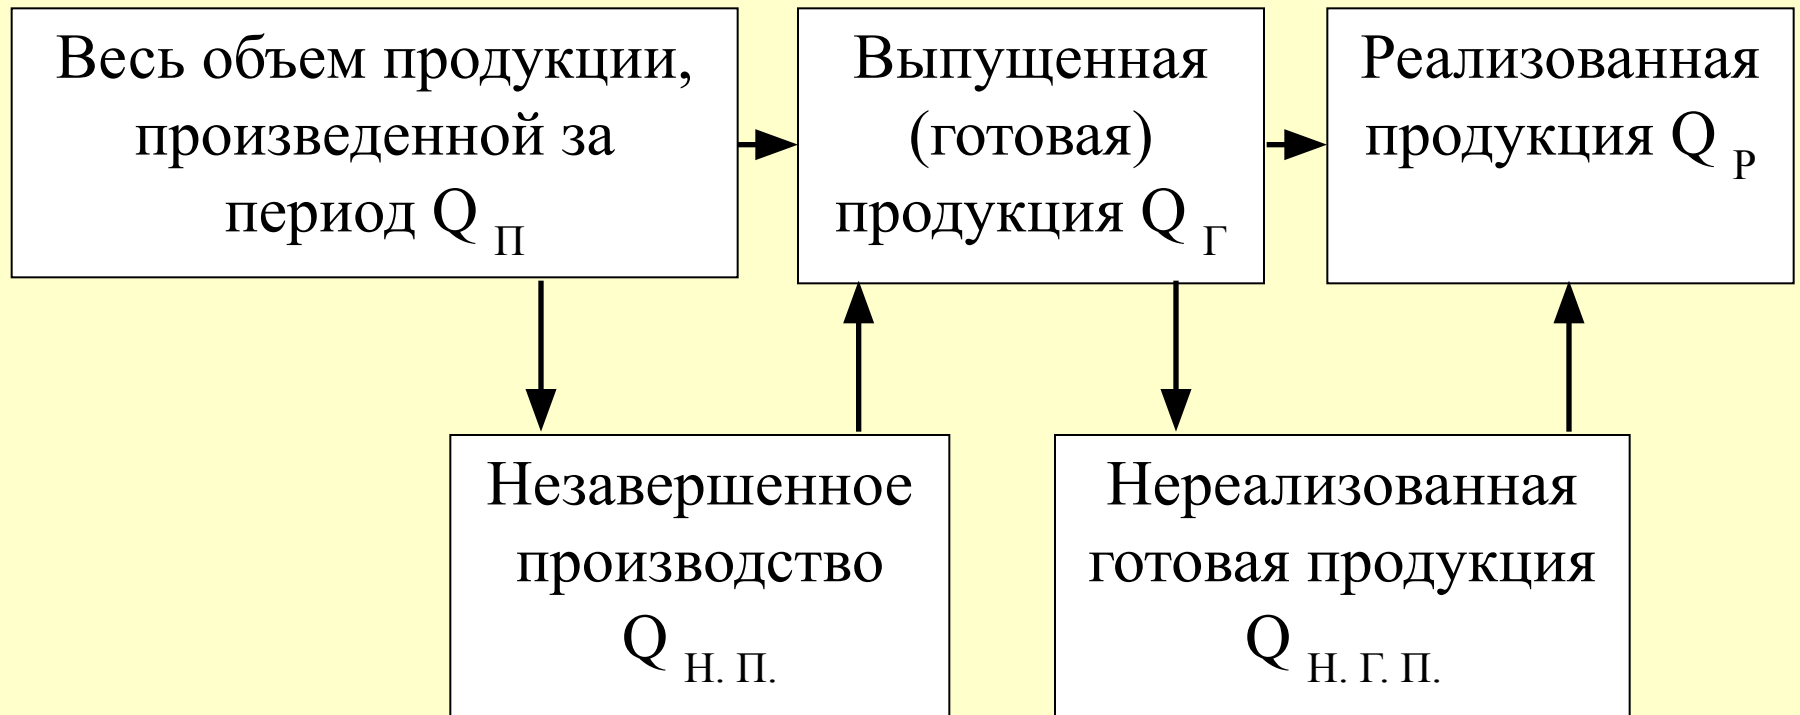 Весь объем продукции,
произведенной за
период Q П
Выпущенная
(готовая)
продукция Q Г
Реализованная
продукция Q Р
Незавершенное
производство
Q Н. П.
Нереализованная
готовая продукция
Q Н. Г. П.